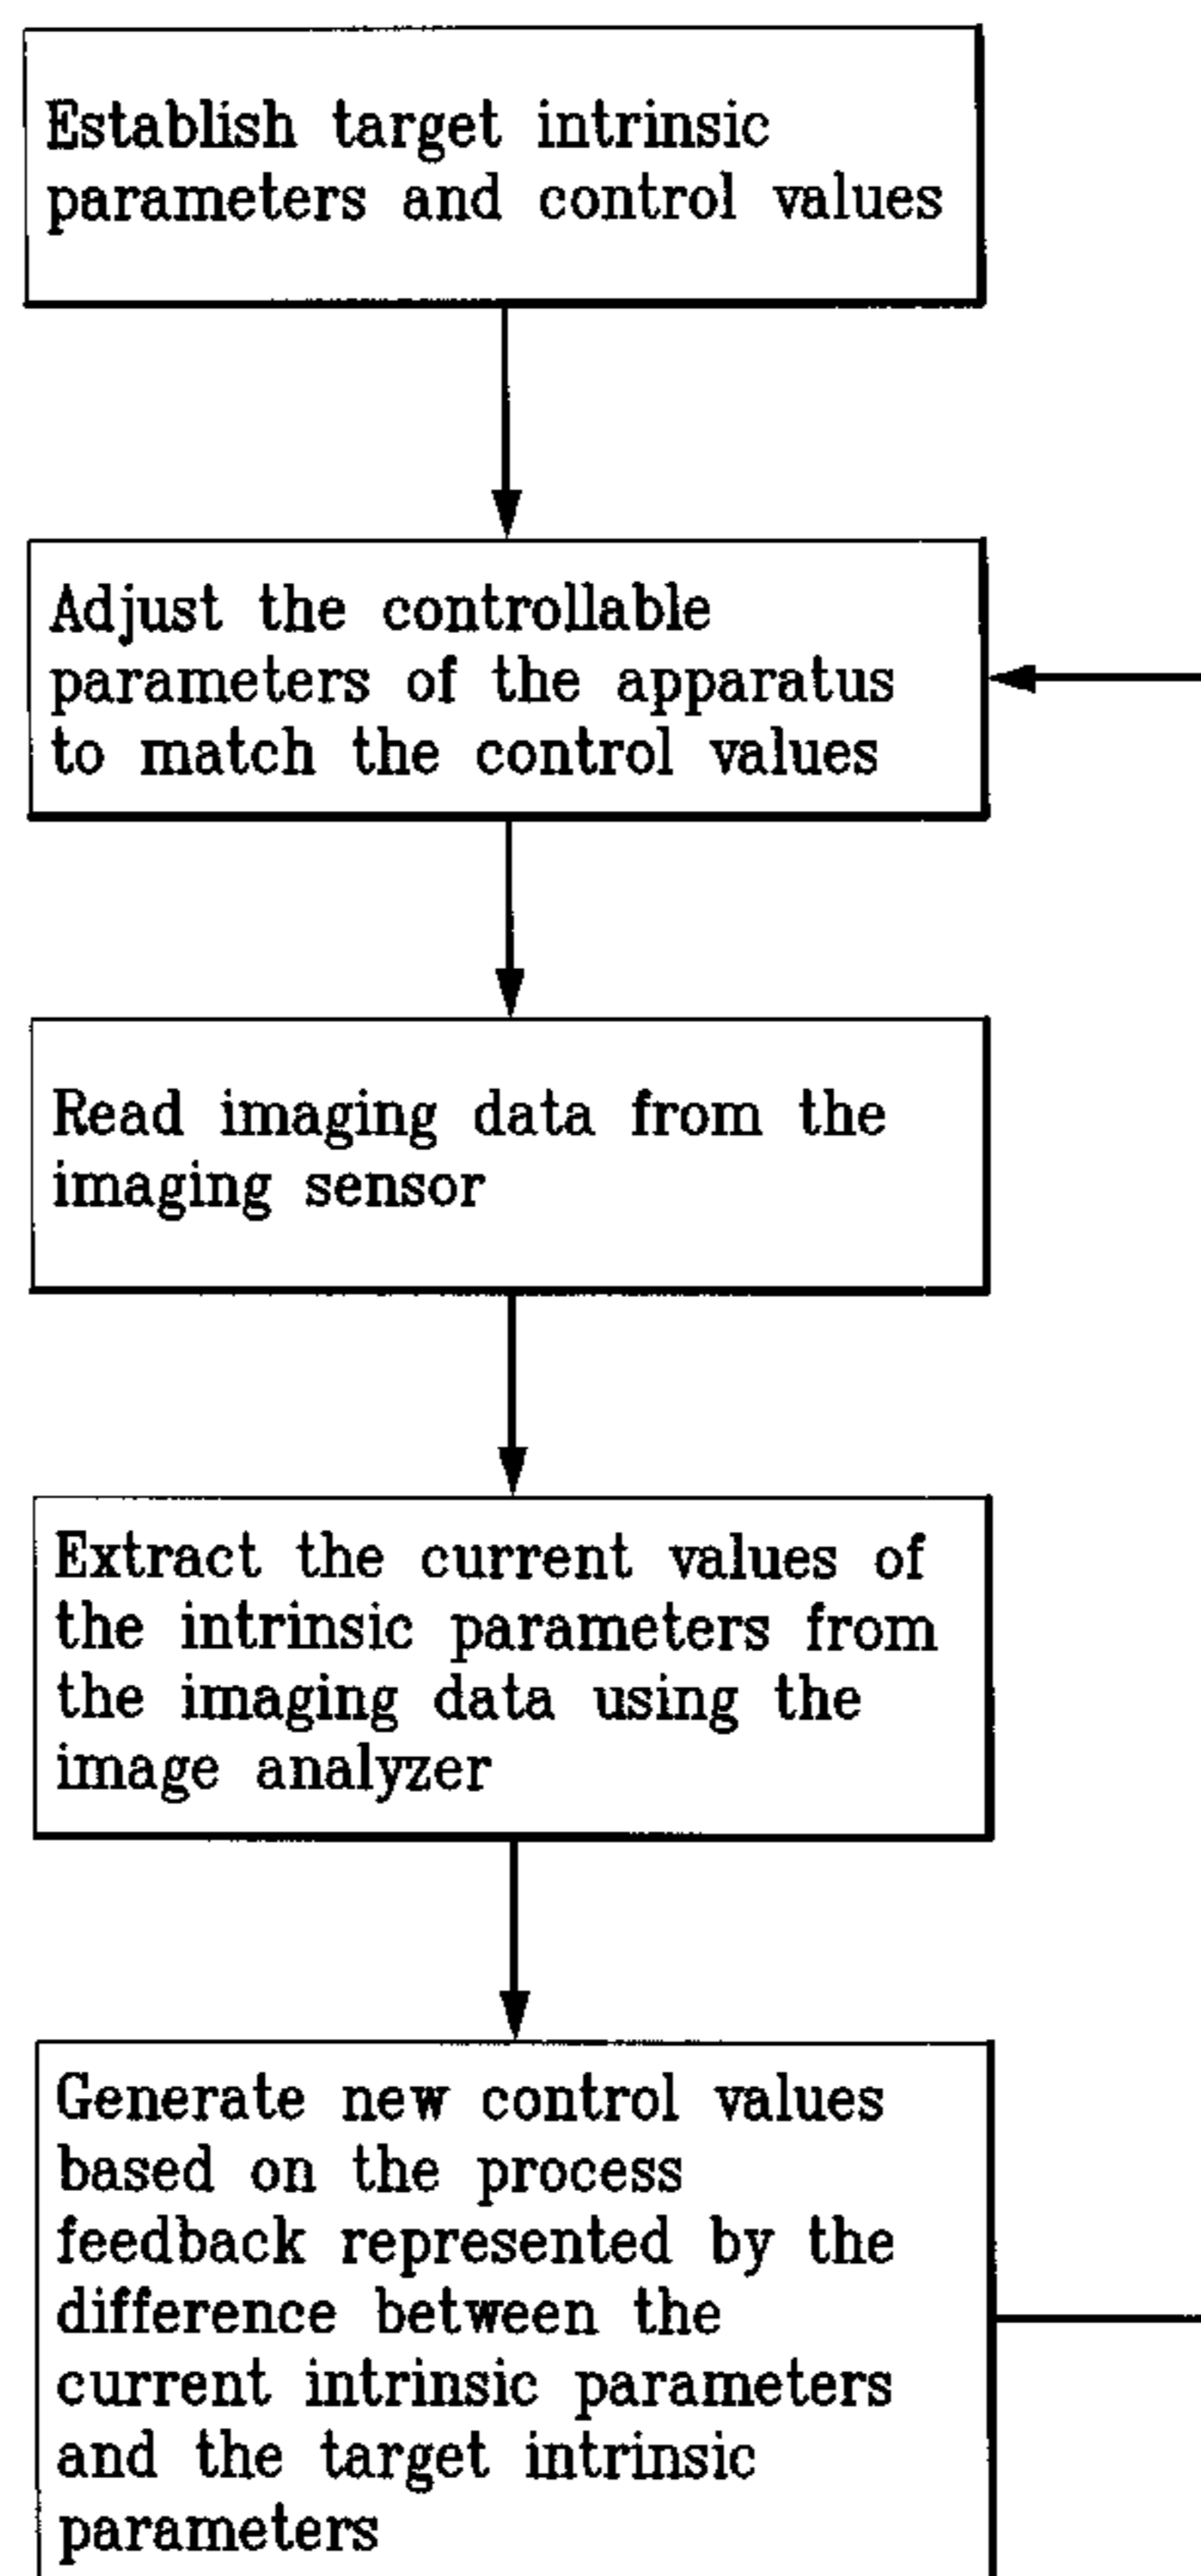 Establish target intrinsic
parameters and control values
Adjust the controllable
parameters of the apparatus
to match the control values
Read imaging data from the
imaging sensor
Extract the current values of
the intrinsic parameters from
the imaging data using the
image analyzer
Generate new control values
based on the process
feedback represented by the
difference between the
current intrinsic parameters
and the target intrinsic
parameters